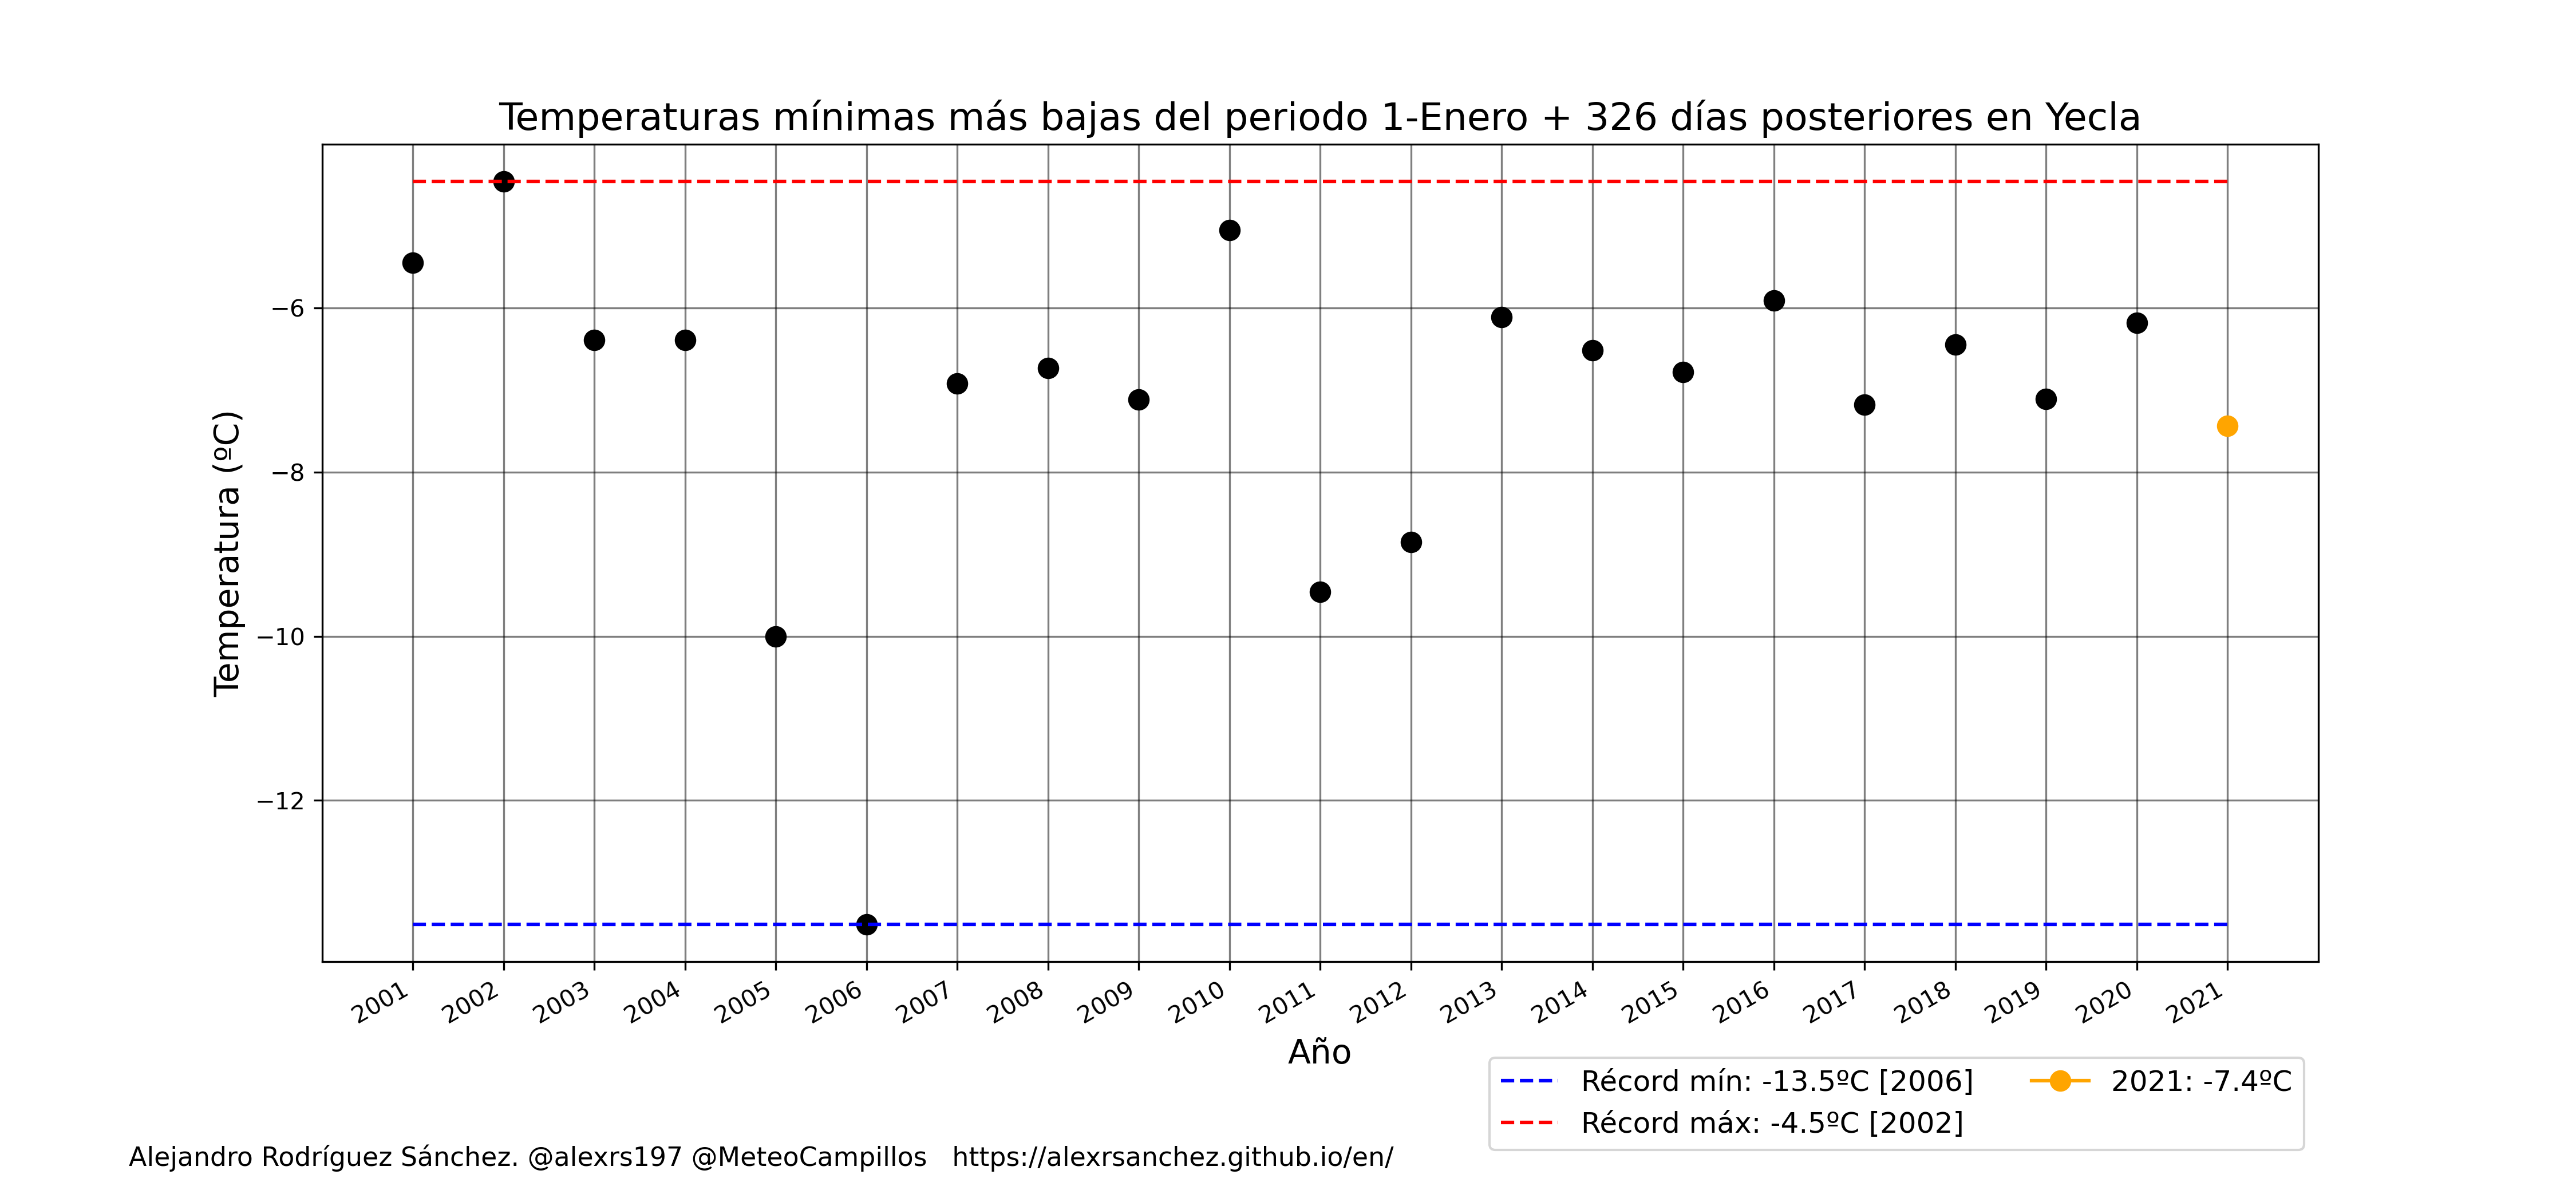 Temperaturas mínimas más bajas del periodo 1-Enero + 326 días posteriores en Yecla
Temperatura (ºC)
−6
−8
−10
−12
2001 2002 2003 2004 2005 2006 2007 2008 2009 2010 2011 2012 2013 2014 2015 2016 2017 2018 2019 2020 2021
Año
Récord mín: -13.5ºC [2006]
Récord máx: -4.5ºC [2002]
2021: -7.4ºC
Alejandro Rodríguez Sánchez. @alexrs197 @MeteoCampillos https://alexrsanchez.github.io/en/